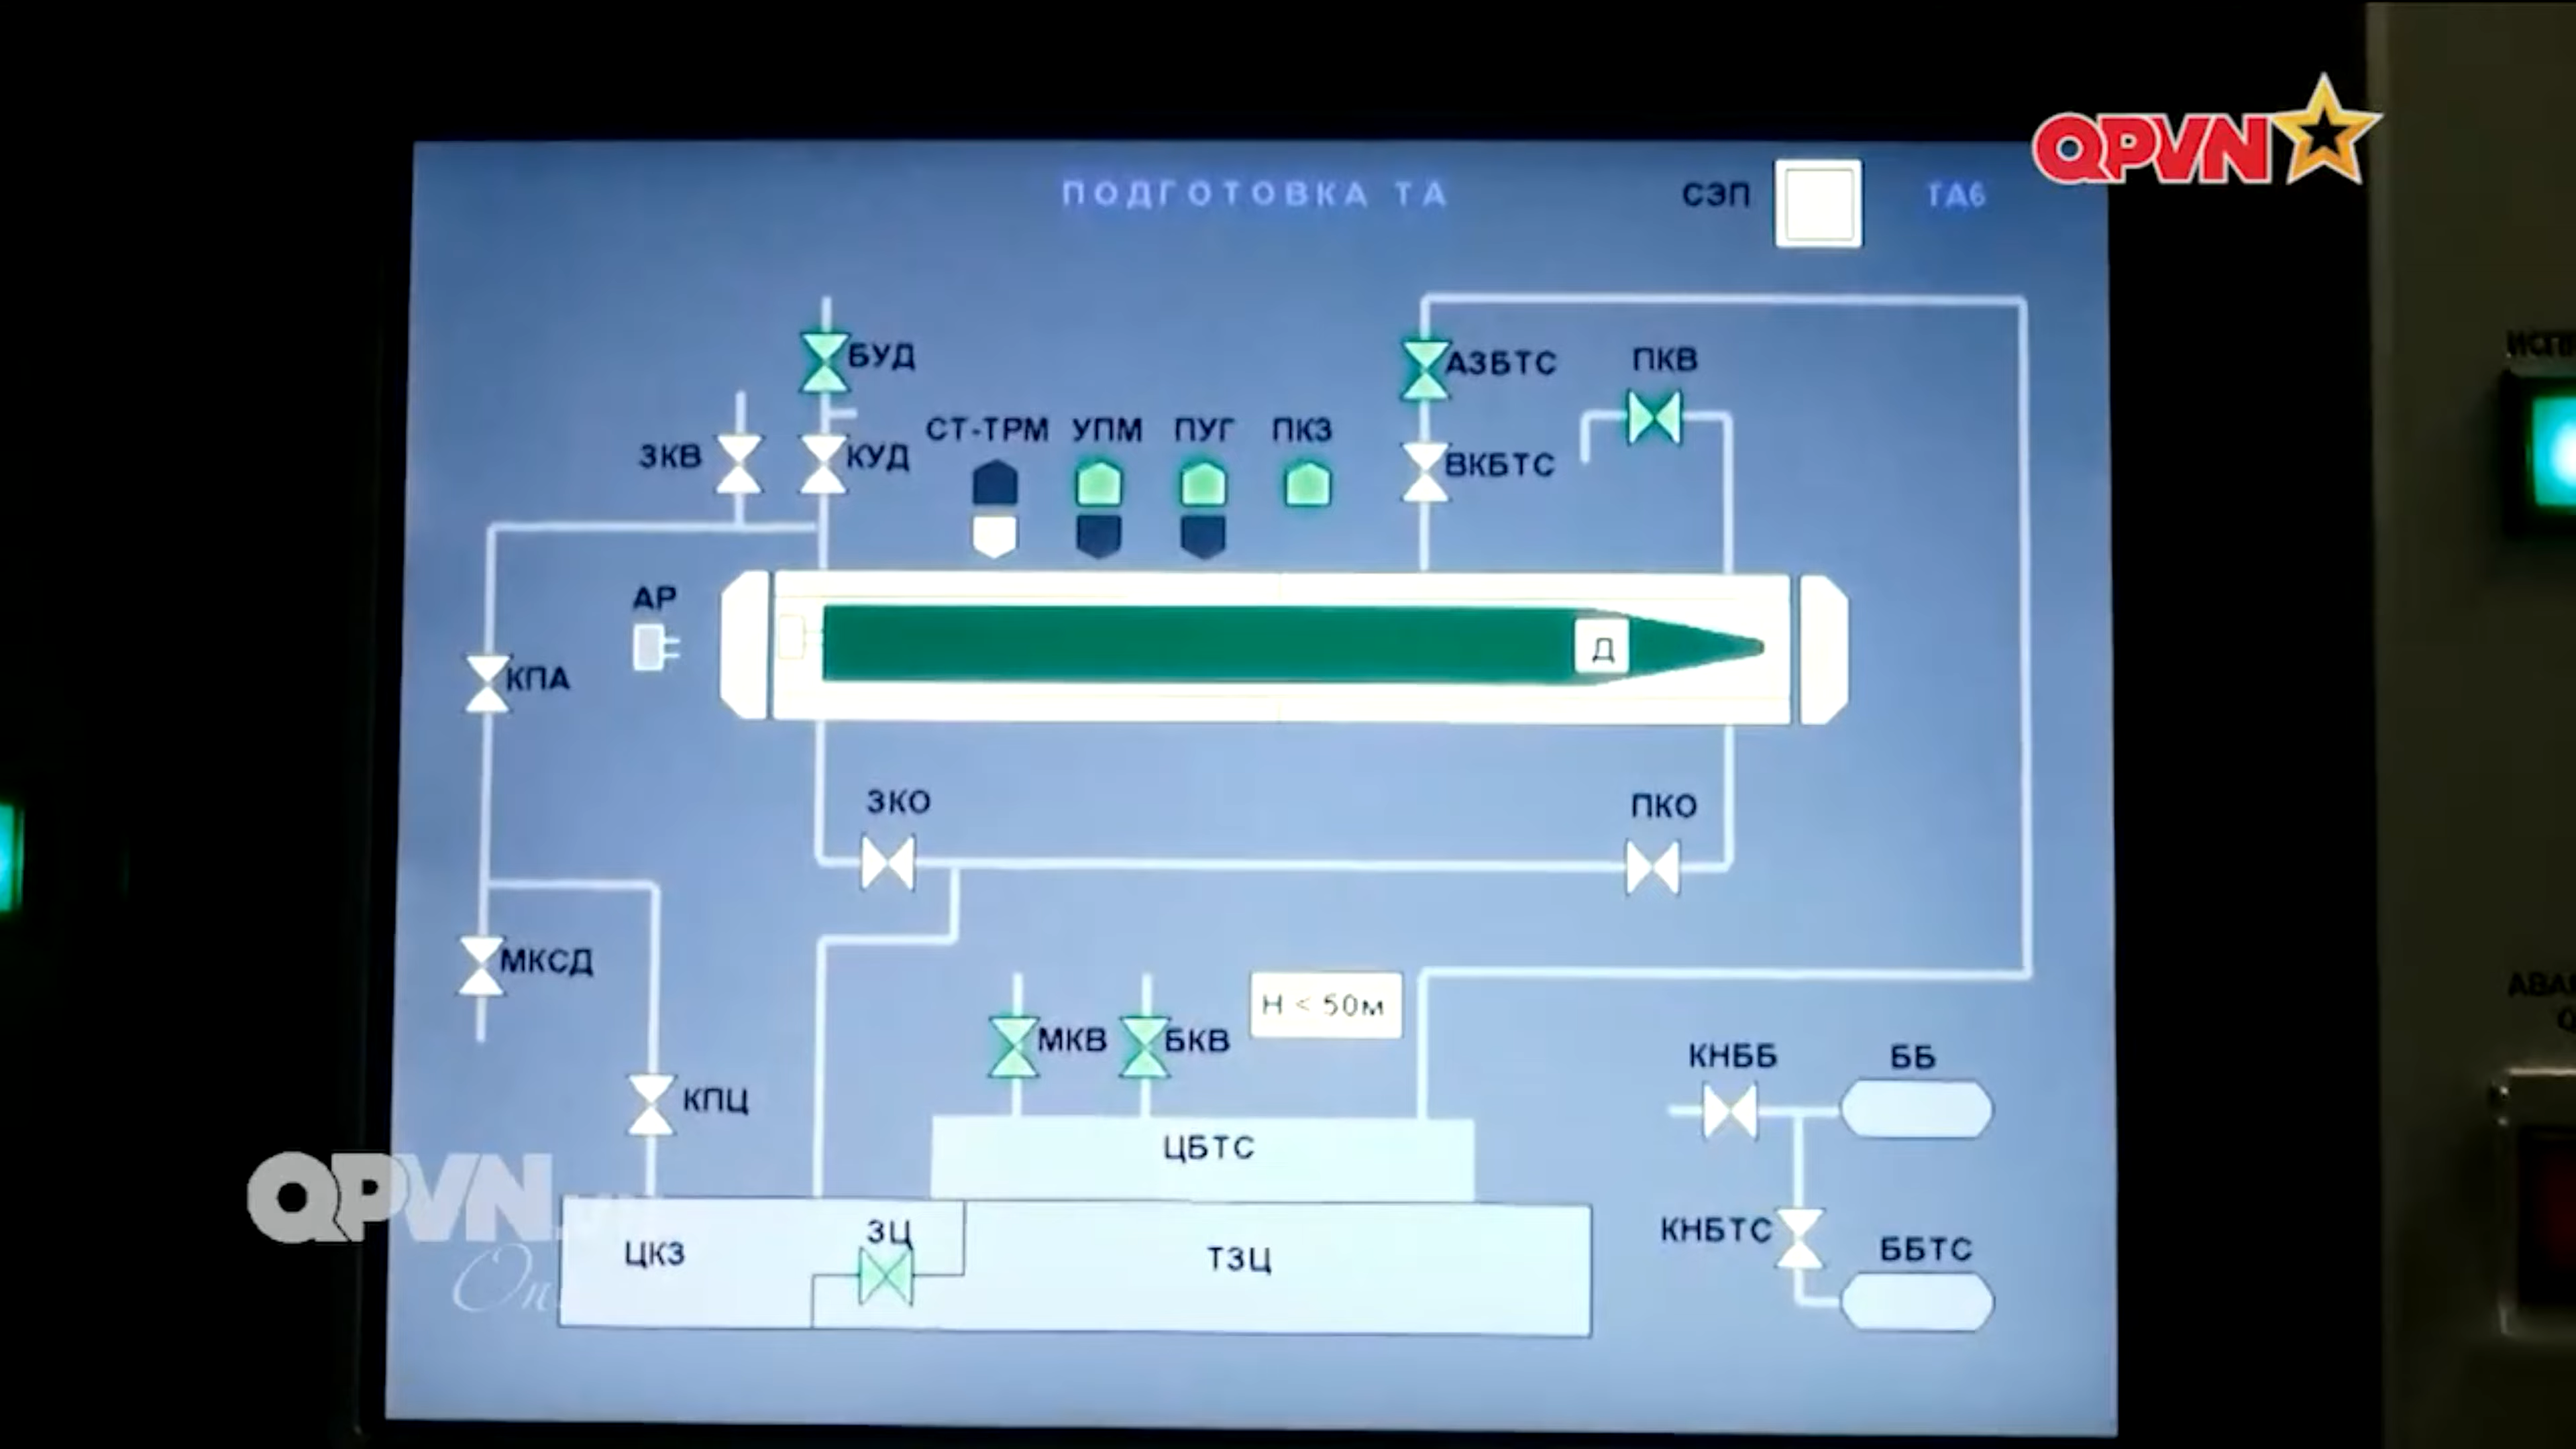 QPVN
ПОДГОТОВКА ТА
СЭП
ТА6
БУД
АЗБТС
ПКВ
ЗКВ
КУД
СТ-ТРМ
УПМ
ПУГ
ПКЗ
ВКБТС
АР
КПА
Д
ЗКО
ПКО
МКСД
МКВ
БКВ
Н < 50м
КНББ
ББ
КПЦ
ЦБТС
QPVN
ЦКЗ
ЗЦ
ТЗЦ
КНБТС
ББТС